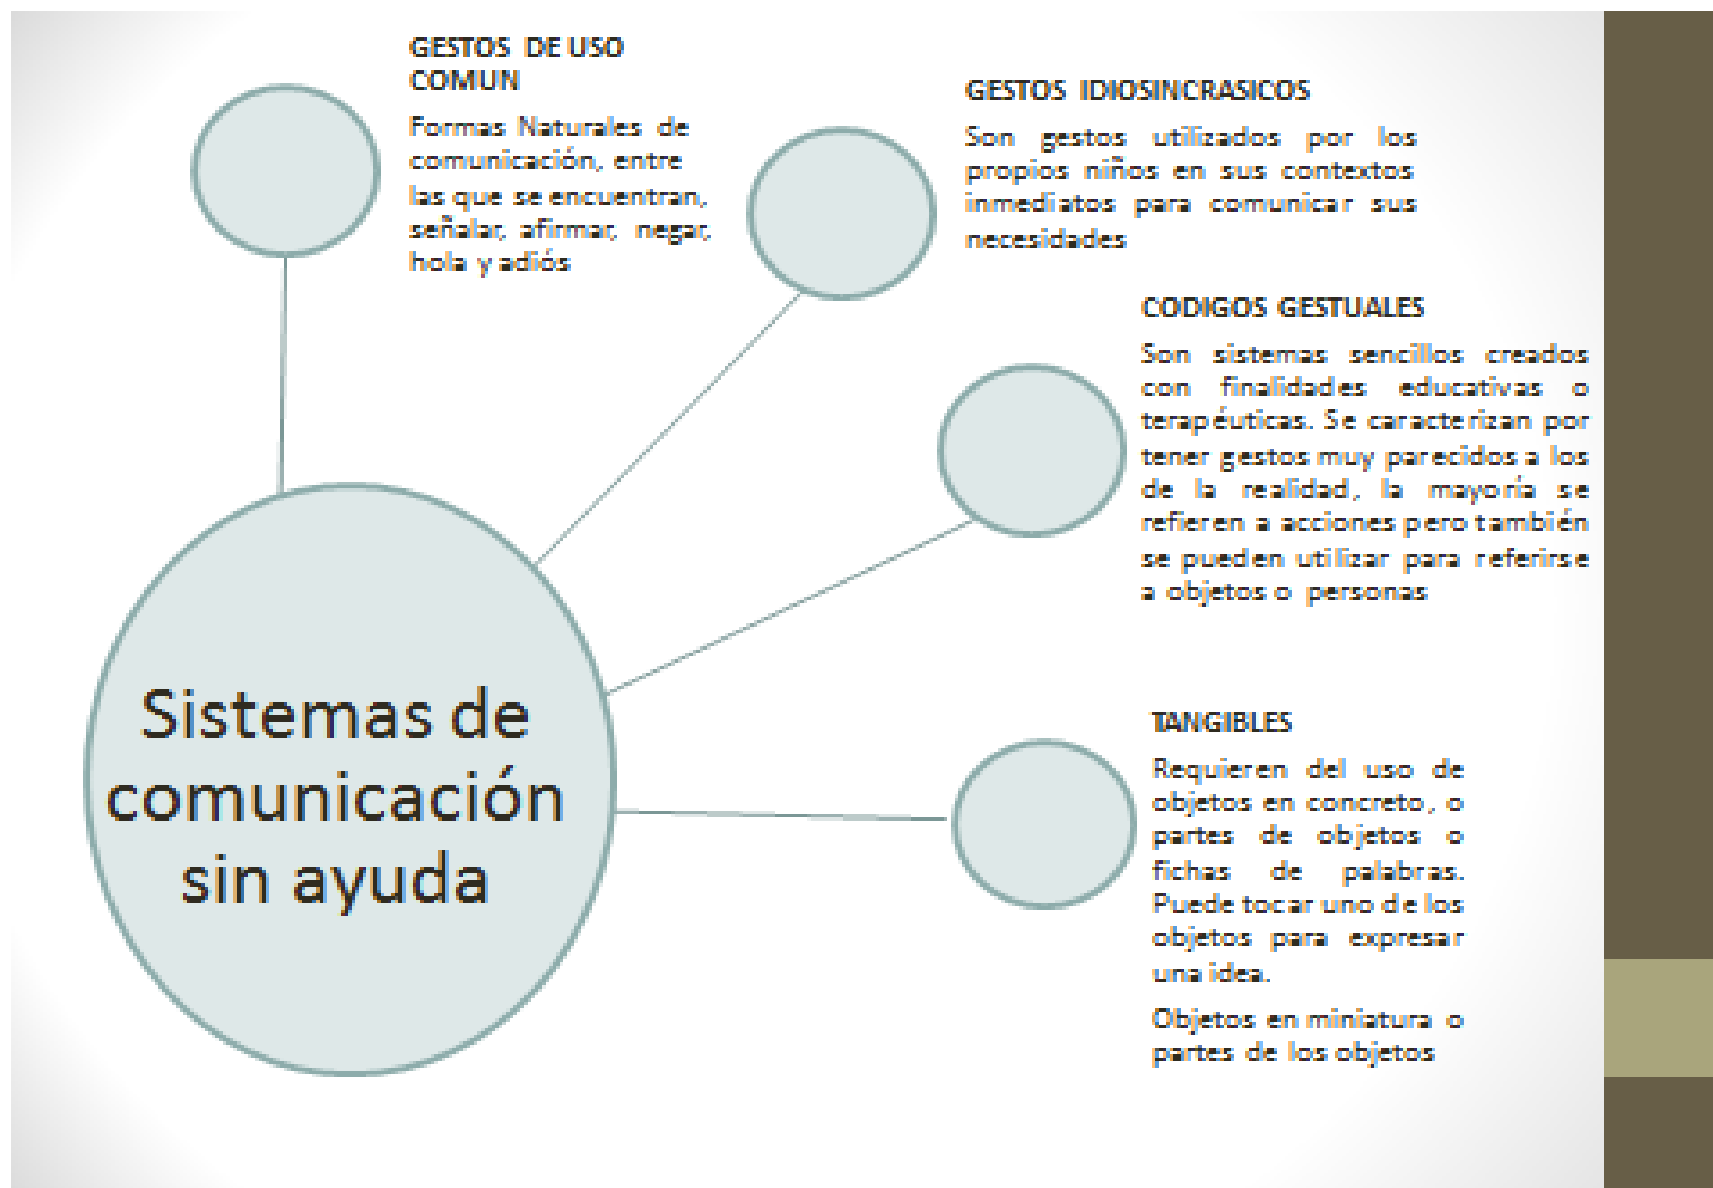 GESTOS DE USO
COMUN
Formas Naturales de
comunicación, entre
las que se encuentran,
señalar, afirmar, negar,
hola y adiós
GESTOS IDIOSINCRASICOS
Son gestos utilizados por los
propios niños en sus contextos
inmediatos para comunicar sus
necesidades
CODIGOS GESTUALES
Son sistemas sencillos creados
con finalidades educativas o
terapéuticas. Se caracterizan por
tener gestos muy parecidos a los
de la realidad, la mayoría se
refieren a acciones pero también
se pueden utilizar para referirse
a objetos o personas
Sistemas de
comunicación
sin ayuda
TANGIBLES
Requieren del uso de
objetos en concreto, o
partes de objetos o
fichas de palabras.
Puede tocar uno de los
objetos para expresar
una idea.
Objetos en miniatura o
partes de los objetos